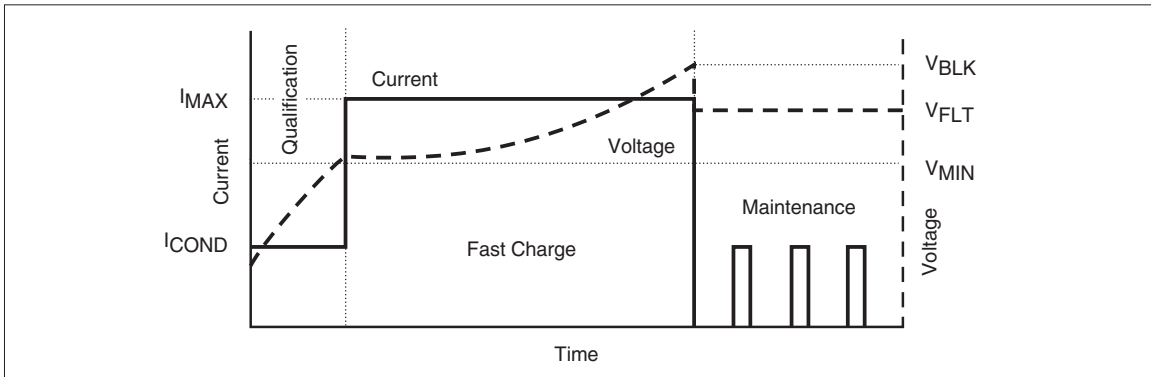 Qualification
Current
IMAX
Current
ICOND
Voltage
Fast Charge
Maintenance
VBLK
VFLT
VMIN
Voltage
Time